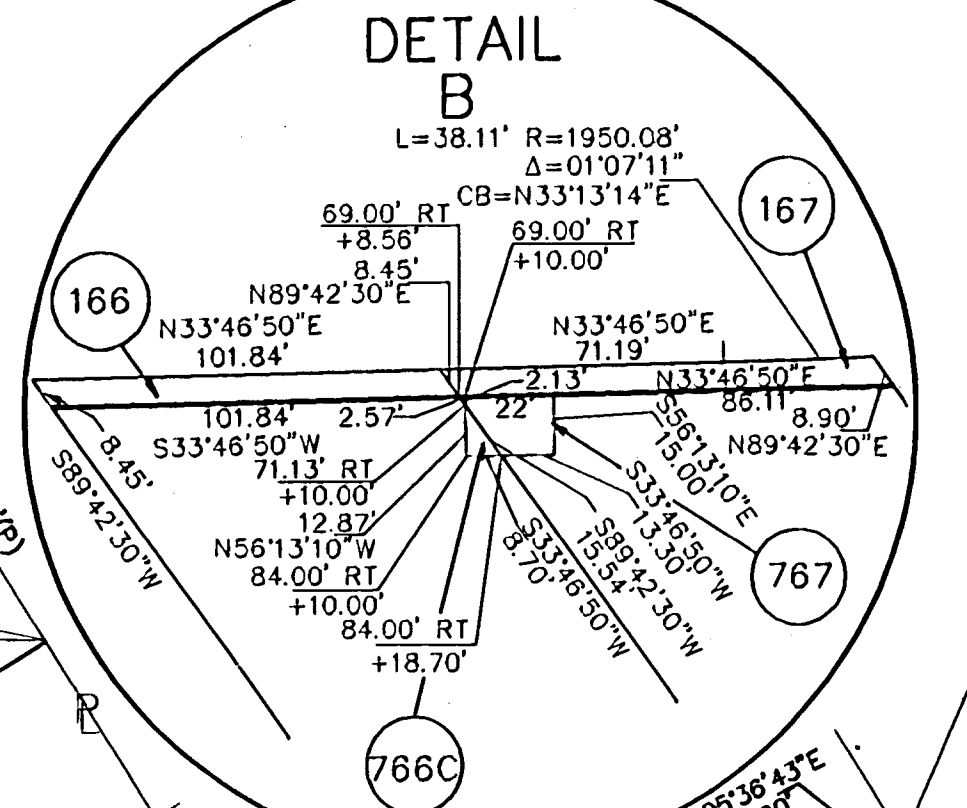 DETAIL
B
L=38.11' R=1950.08'
Δ=01°07'11"
CB=N33°13'14"E
167
69.00' RT
+8.56'
69.00' RT
+10.00'
8.45'
N89°42'30"E
166
N33°46'50"E
101.84'
N33°46'50"E
71.19'
2.13'
N33°46'50"E
86.11'
22'
101.84'
S33°46'50"W
2.57'
8.90'
N89°42'30"E
8.45'
S89°42'30"W
71.13' RT
+10.00'
12.87'
N56°13'10"W
84.00' RT
+10.00'
84.00' RT
+18.70'
S56°13'10"E
15.00'
S33°46'50"W
13.30'
S89°42'30"W
15.54'
S33°46'50"W
8.70'
767
766C
(P)
PL
05°36'43"E